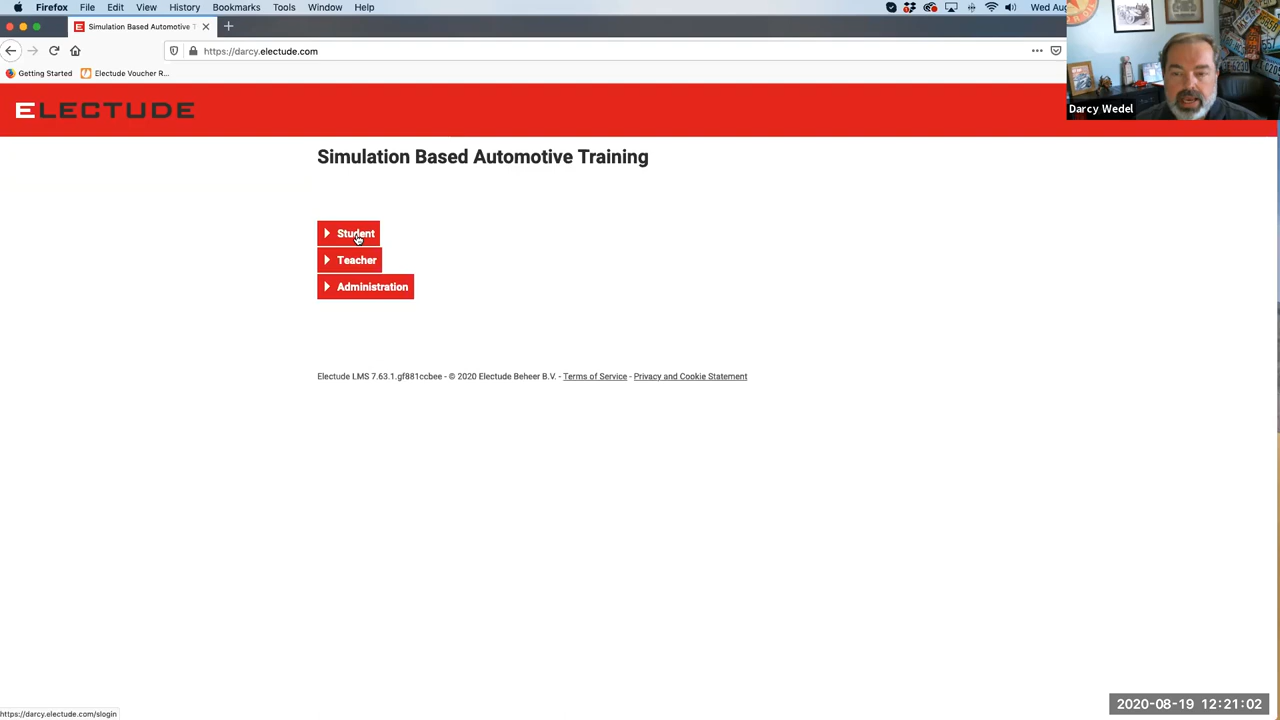 Firefox File Edit View History Bookmarks Tools Window Help Wed Aug
Simulation Based Automotive T
https://darcy.electude.com
Getting Started Electude Voucher R...
ELECTUDE
Darcy Wedel
Simulation Based Automotive Training
Student
Teacher
Administration
Electude LMS 7.63.1.gf881ccbee - © 2020 Electude Beheer B.V. - Terms of Service - Privacy and Cookie Statement
https://darcy.electude.com/slogin
2020-08-19 12:21:02